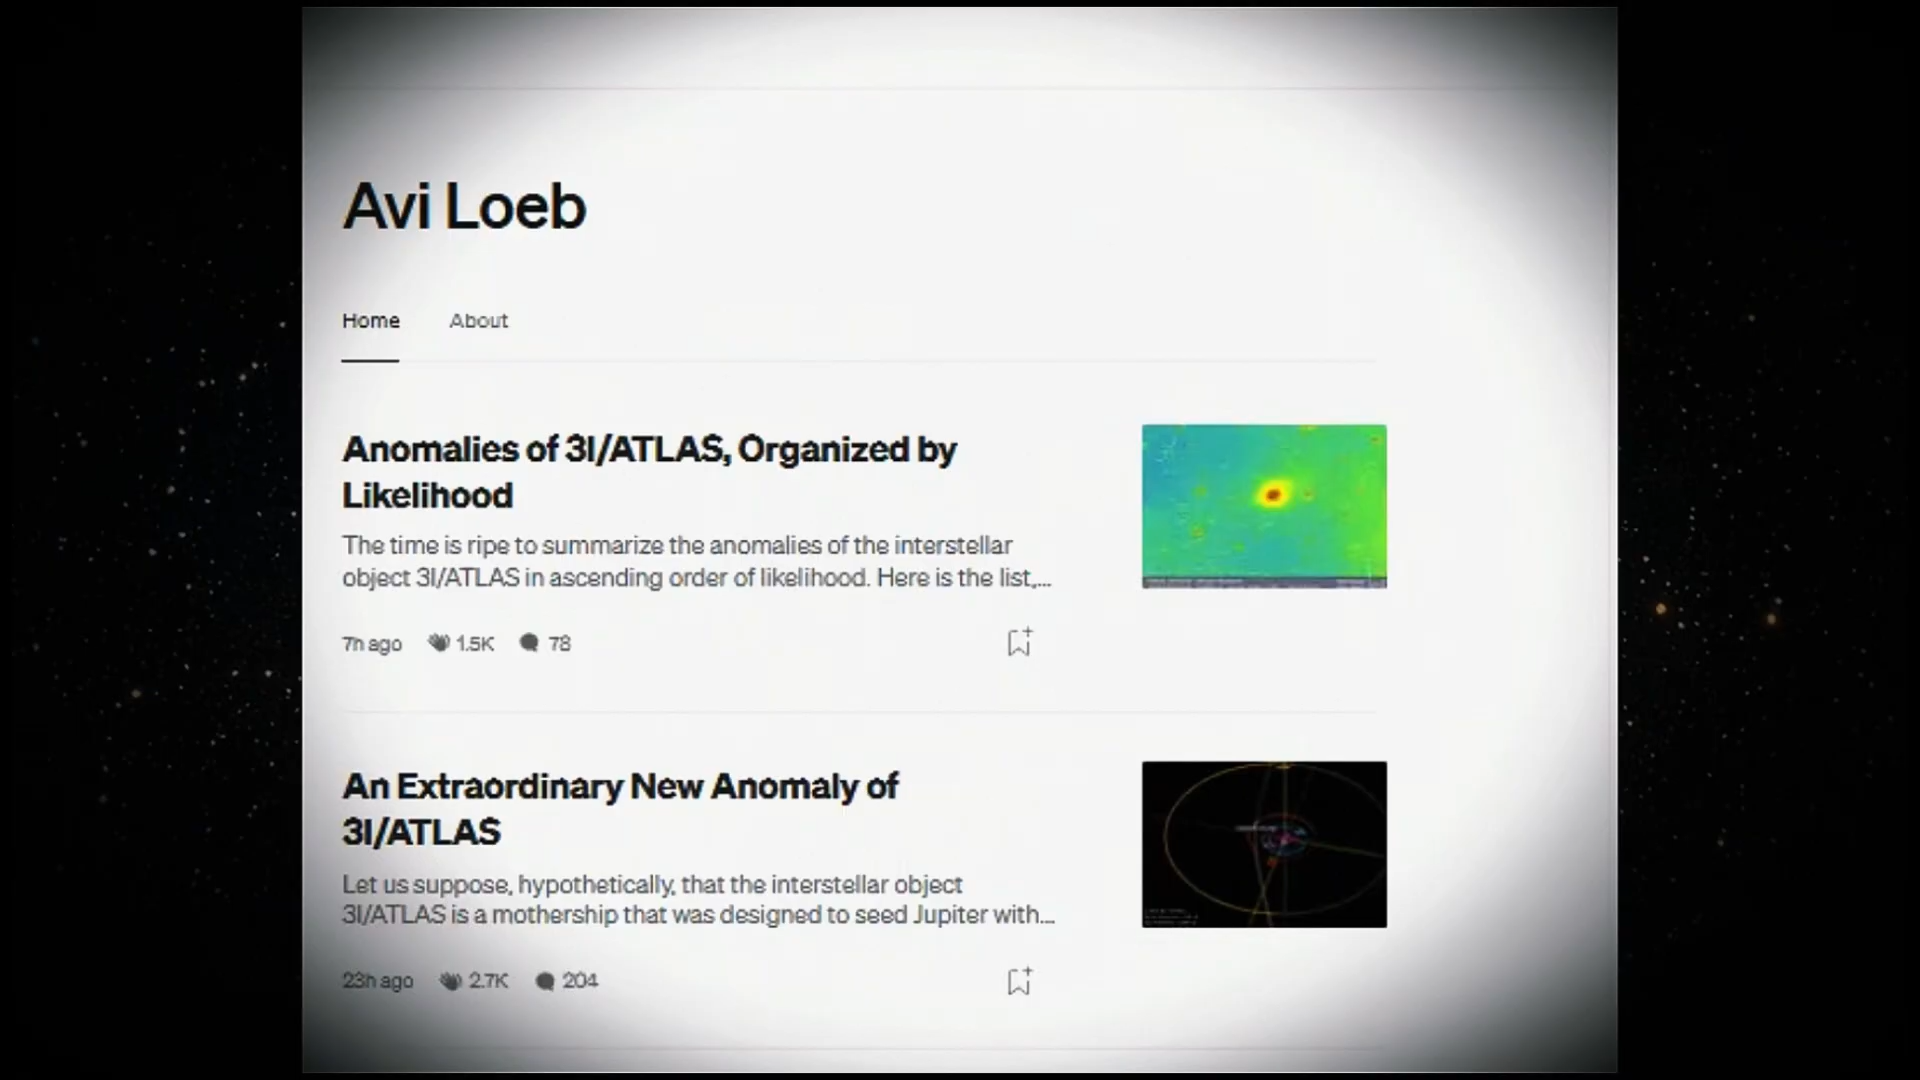 Avi Loeb
Home About
Anomalies of 3I/ATLAS, Organized by
Likelihood
The time is ripe to summarize the anomalies of the interstellar
object 3I/ATLAS in ascending order of likelihood. Here is the list,...
7h ago 1.5K 78
An Extraordinary New Anomaly of
3I/ATLAS
Let us suppose, hypothetically, that the interstellar object
3I/ATLAS is a mothership that was designed to seed Jupiter with...
23h ago 2.7K 204